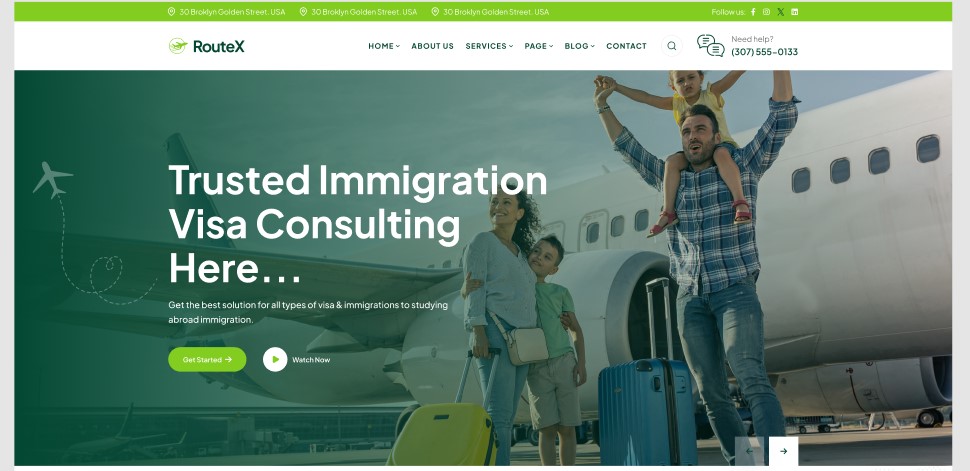 30 Broklyn Golden Street. USA
30 Broklyn Golden Street. USA
30 Broklyn Golden Street. USA
Follow us:
RouteX
HOME
ABOUT US
SERVICES
PAGE
BLOG
CONTACT
Need help?
(307) 555-0133
Trusted Immigration
Visa Consulting
Here...
Get the best solution for all types of visa & immigrations to studying
abroad immigration.
Get Started
Watch Now